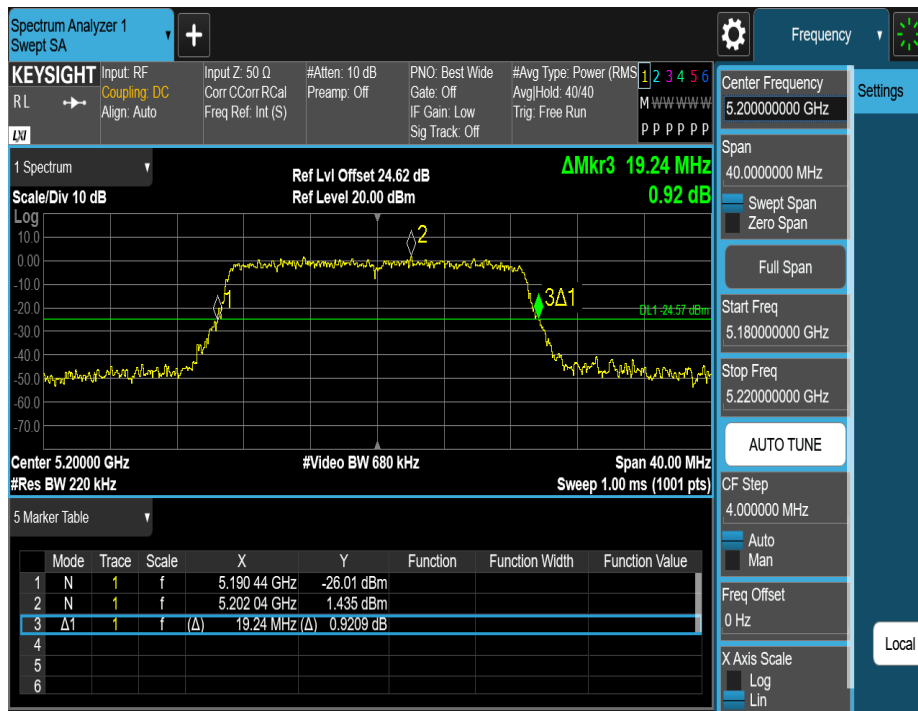 Spectrum Analyzer 1
Swept SA
+
Frequency
KEYSIGHT
RL
LXI
Input: RF
Coupling: DC
Align: Auto
Input Z: 50 Ω
Corr CCorr RCal
Freq Ref: Int (S)
#Atten: 10 dB
Preamp: Off
PNO: Best Wide
Gate: Off
IF Gain: Low
Sig Track: Off
#Avg Type: Power (RMS
Avg|Hold: 40/40
Trig: Free Run
1 2 3 4 5 6
M W W W W W
P P P P P P
1 Spectrum
Scale/Div 10 dB
Ref Lvl Offset 24.62 dB
Ref Level 20.00 dBm
ΔMkr3 19.24 MHz
0.92 dB
Log
10.0
0.00
-10.0
-20.0
-30.0
-40.0
-50.0
-60.0
-70.0
1
2
3Δ1
DL1 -24.57 dBm
Center 5.20000 GHz
#Video BW 680 kHz
Span 40.00 MHz
#Res BW 220 kHz
Sweep 1.00 ms (1001 pts)
5 Marker Table
Mode Trace Scale X Y Function Function Width Function Value
1 N 1 f 5.190 44 GHz -26.01 dBm
2 N 1 f 5.202 04 GHz 1.435 dBm
3 Δ1 1 f (Δ) 19.24 MHz (Δ) 0.9209 dB
4
5
6
Center Frequency
5.200000000 GHz
Settings
Span
40.0000000 MHz
Swept Span
Zero Span
Full Span
Start Freq
5.180000000 GHz
Stop Freq
5.220000000 GHz
AUTO TUNE
CF Step
4.000000 MHz
Auto
Man
Freq Offset
0 Hz
Local
X Axis Scale
Log
Lin